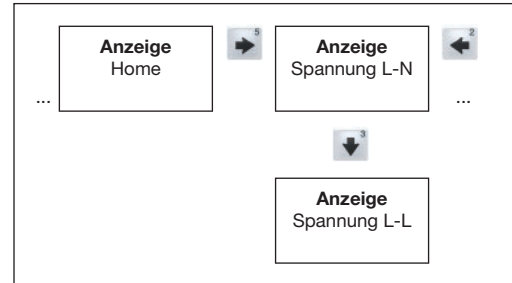 Anzeige
Home
5
Anzeige
Spannung L-N
2
...
...
3
Anzeige
Spannung L-L